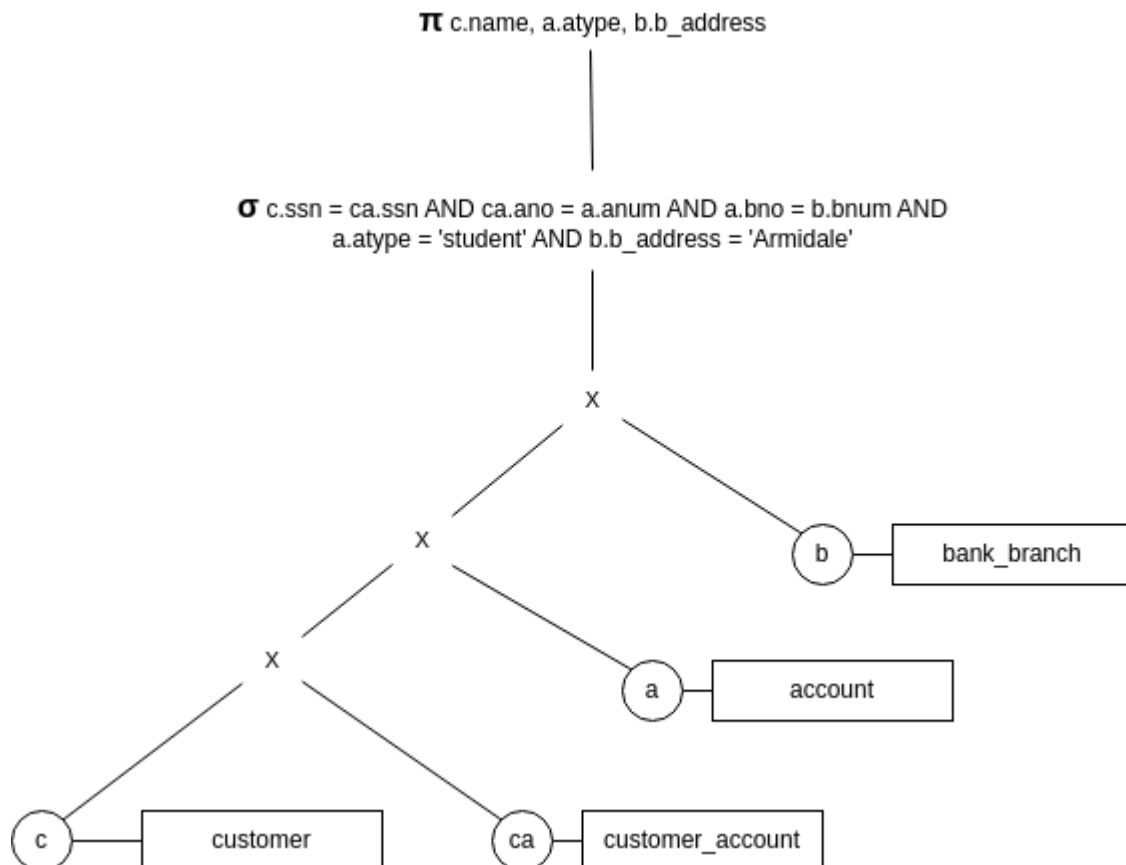 π c.name, a.atype, b.b_address
σ c.ssn = ca.ssn AND ca.ano = a.anum AND a.bno = b.bnum AND
a.atype = 'student' AND b.b_address = 'Armidale'
X
b
bank_branch
X
a
account
X
c
customer
ca
customer_account